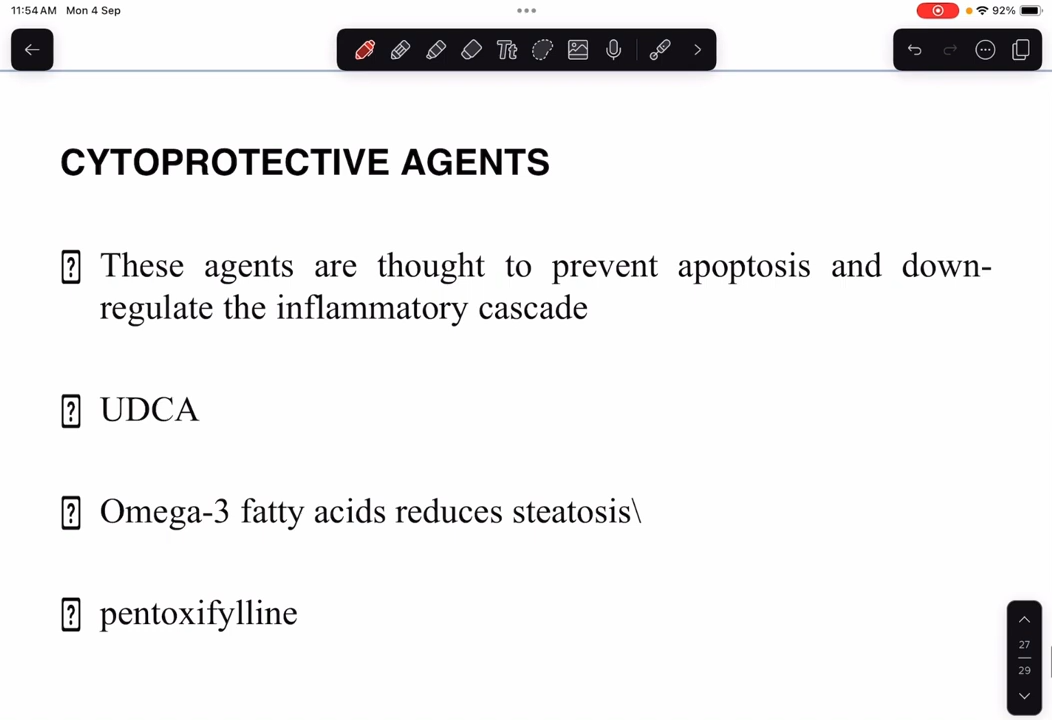 11:54 AM Mon 4 Sep
92%
Tt
CYTOPROTECTIVE AGENTS
These agents are thought to prevent apoptosis and down-
regulate the inflammatory cascade
UDCA
Omega-3 fatty acids reduces steatosis\
pentoxifylline
27
29